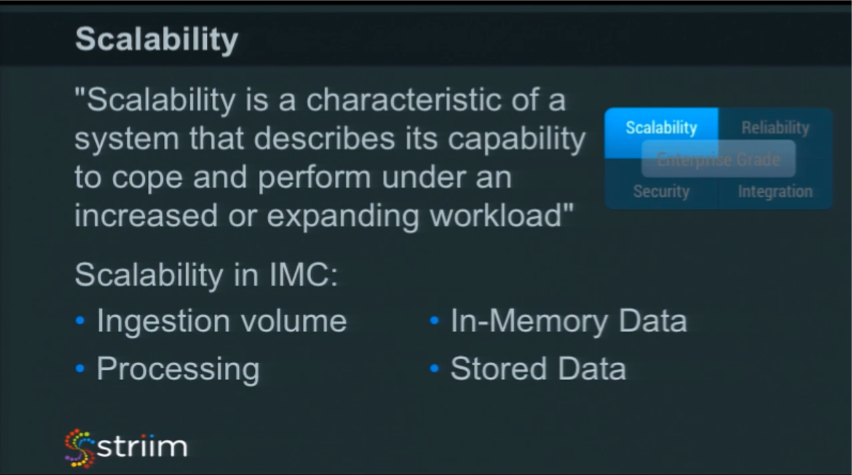 Scalability
"Scalability is a characteristic of a
system that describes its capability
to cope and perform under an
increased or expanding workload"
Scalability Reliability
Enterprise Grade
Security Integration
Scalability in IMC:
• Ingestion volume
• Processing
• In-Memory Data
• Stored Data
striim